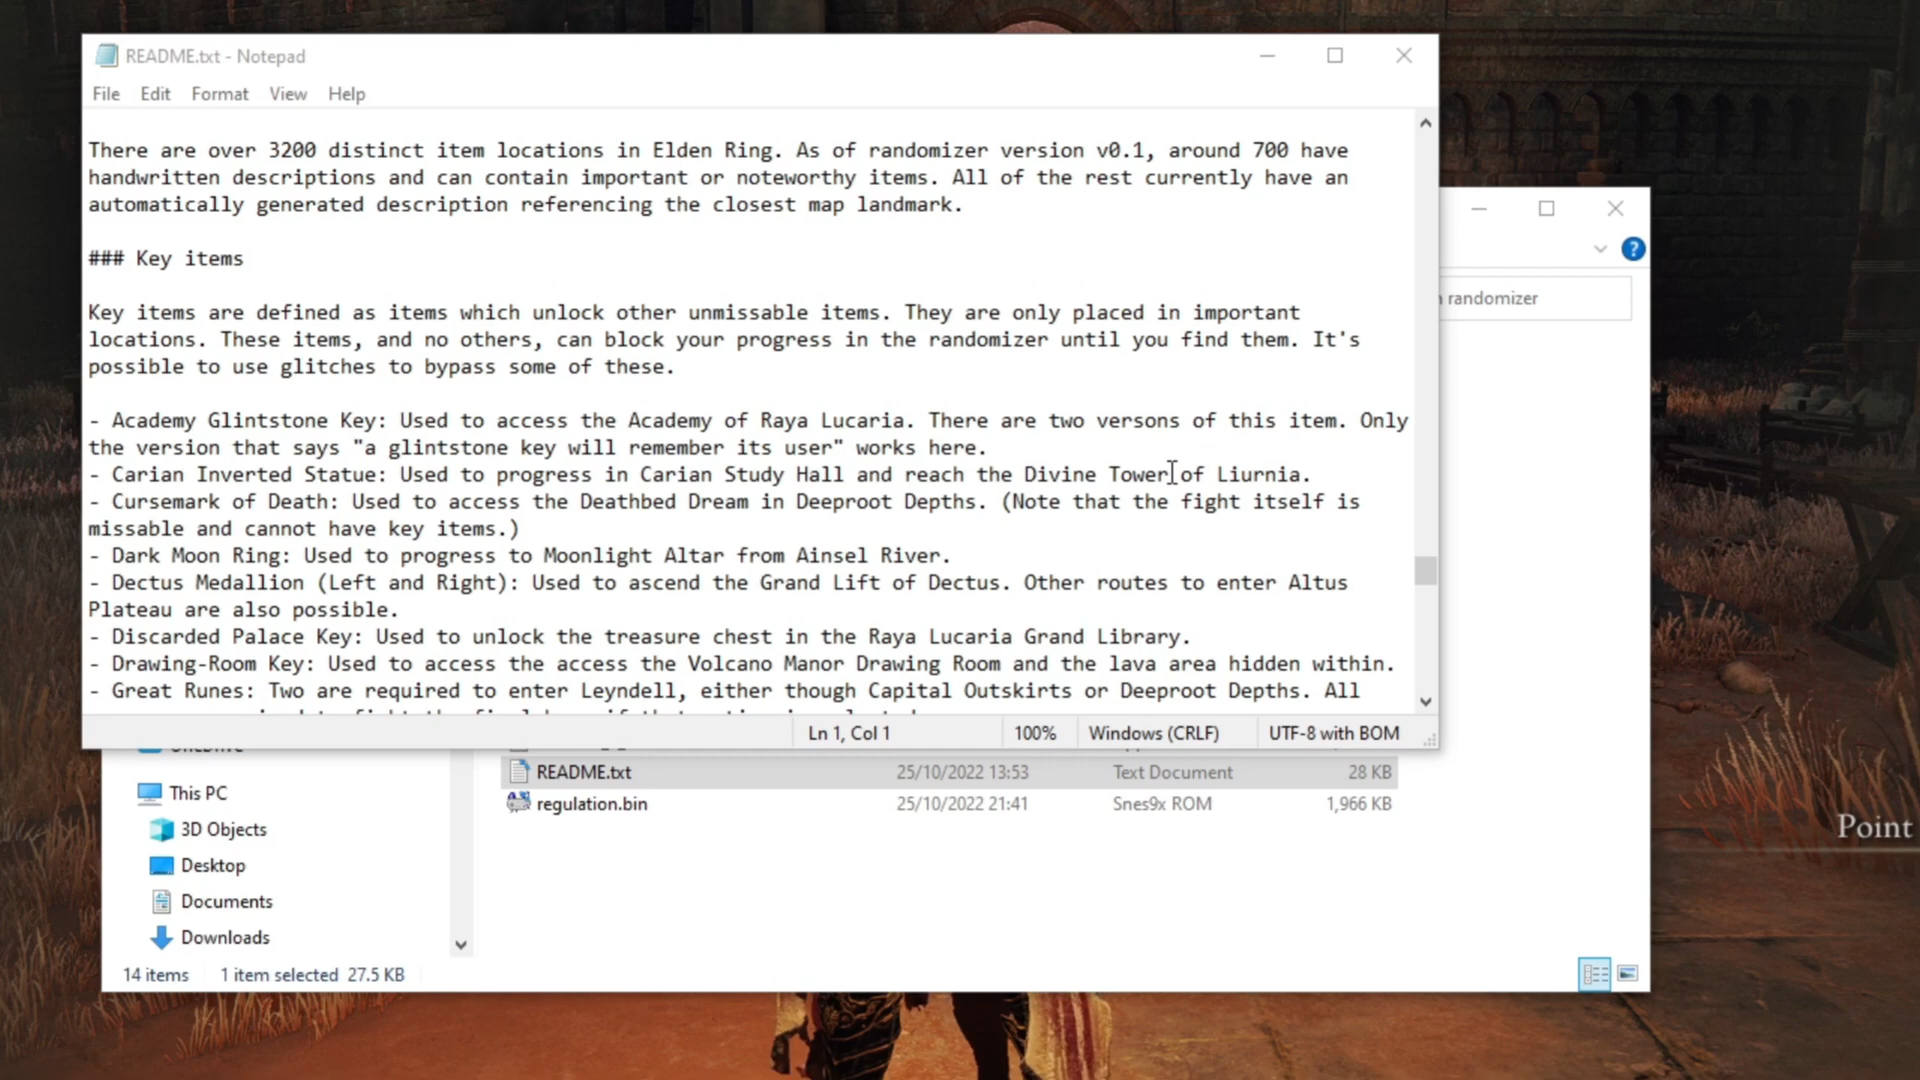 README.txt - Notepad
File Edit Format View Help
There are over 3200 distinct item locations in Elden Ring. As of randomizer version v0.1, around 700 have
handwritten descriptions and can contain important or noteworthy items. All of the rest currently have an
automatically generated description referencing the closest map landmark.
### Key items
Key items are defined as items which unlock other unmissable items. They are only placed in important
locations. These items, and no others, can block your progress in the randomizer until you find them. It's
possible to use glitches to bypass some of these.
- Academy Glintstone Key: Used to access the Academy of Raya Lucaria. There are two versons of this item. Only
the version that says "a glintstone key will remember its user" works here.
- Carian Inverted Statue: Used to progress in Carian Study Hall and reach the Divine Tower of Liurnia.
- Cursemark of Death: Used to access the Deathbed Dream in Deeproot Depths. (Note that the fight itself is
missable and cannot have key items.)
- Dark Moon Ring: Used to progress to Moonlight Altar from Ainsel River.
- Dectus Medallion (Left and Right): Used to ascend the Grand Lift of Dectus. Other routes to enter Altus
Plateau are also possible.
- Discarded Palace Key: Used to unlock the treasure chest in the Raya Lucaria Grand Library.
- Drawing-Room Key: Used to access the access the Volcano Manor Drawing Room and the lava area hidden within.
- Great Runes: Two are required to enter Leyndell, either though Capital Outskirts or Deeproot Depths. All
Ln 1, Col 1 100% Windows (CRLF) UTF-8 with BOM
randomizer
OneDrive
This PC
3D Objects
Desktop
Documents
Downloads
README.txt 25/10/2022 13:53 Text Document 28 KB
regulation.bin 25/10/2022 21:41 Snes9x ROM 1,966 KB
14 items 1 item selected 27.5 KB
Point